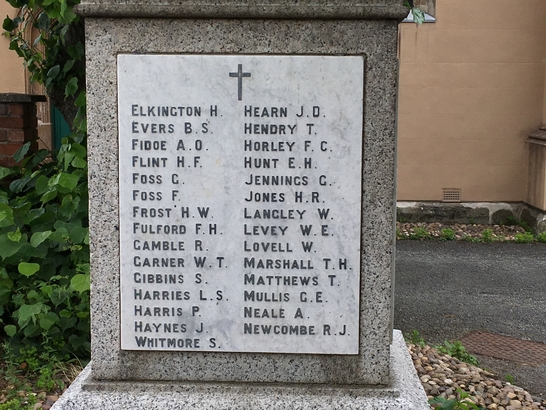 ELKINGTON H.
EVERS B.S.
FIDOE A.O.
FLINT H.F.
FOSS G.
FOSS F.
FROST H.W.
FULFORD F.H.
GAMBLE R.
GARNER W.T.
GIBBINS S.
HARRIES L.S.
HARRIS P.
HAYNES J.
WHITMORE S.
HEARN J.D.
HENDRY T.
HORLEY F.C.
HUNT E.H.
JENNINGS G.
JONES H.R.
LANGLEY W.
LEVEY W.E.
LOVELL W.
MARSHALL T.H.
MATTHEWS T.
MULLIS G.E.
NEALE A.
NEWCOMBE R.J.